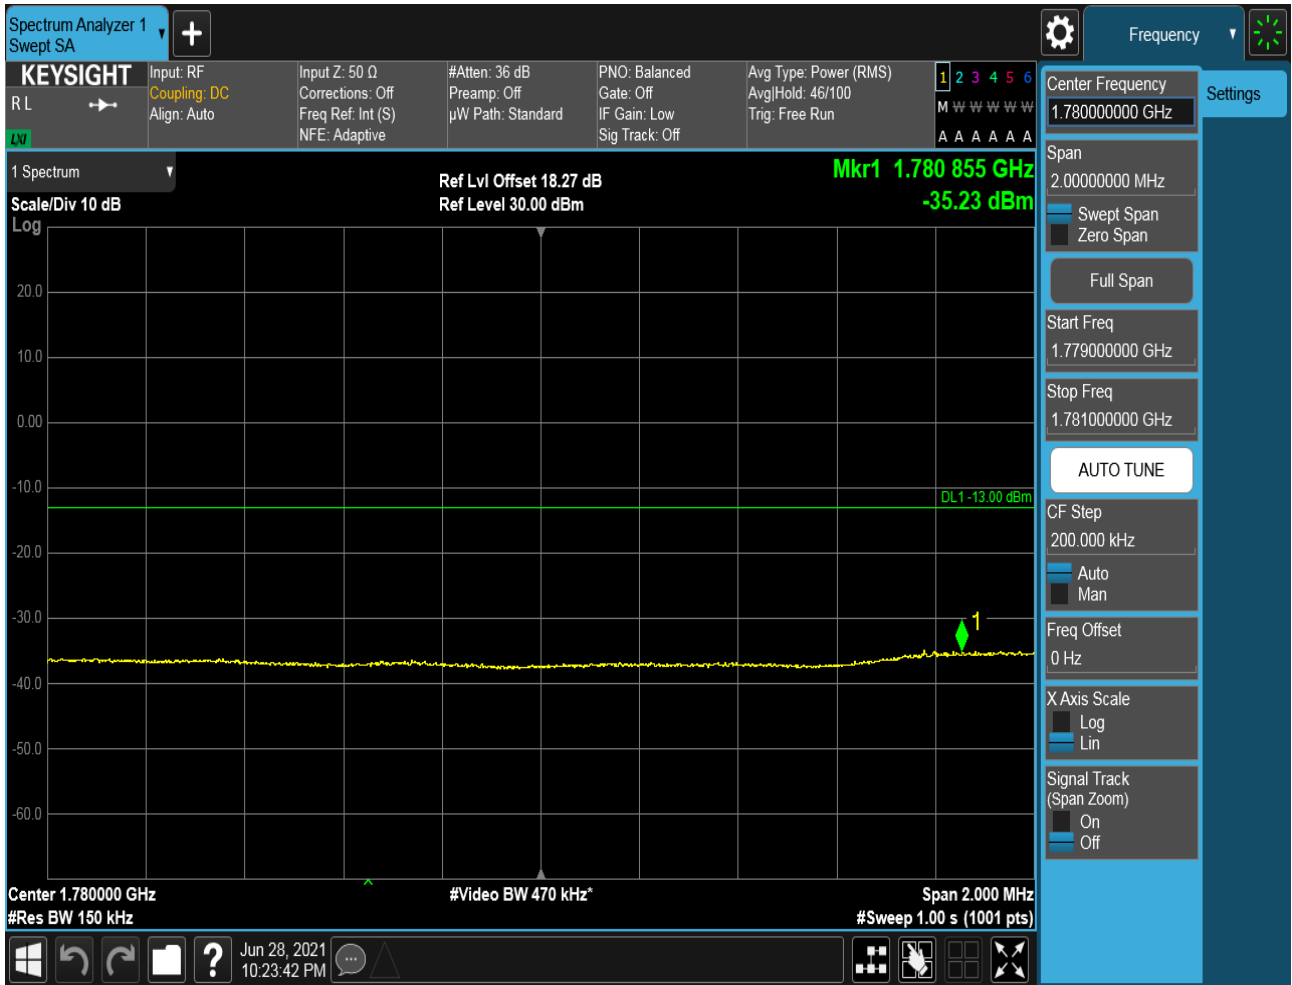 Spectrum Analyzer 1
Swept SA
Frequency
KEYSIGHT
R L
LXI
Input: RF
Coupling: DC
Align: Auto
Input Z: 50 Ω
Corrections: Off
Freq Ref: Int (S)
NFE: Adaptive
#Atten: 36 dB
Preamp: Off
µW Path: Standard
PNO: Balanced
Gate: Off
IF Gain: Low
Sig Track: Off
Avg Type: Power (RMS)
Avg|Hold: 46/100
Trig: Free Run
1 2 3 4 5 6
M W W W W W
A A A A A A
1 Spectrum
Scale/Div 10 dB
Log
Ref Lvl Offset 18.27 dB
Ref Level 30.00 dBm
Mkr1 1.780 855 GHz
-35.23 dBm
20.0
10.0
0.00
-10.0
DL1 -13.00 dBm
-20.0
-30.0
1
-40.0
-50.0
-60.0
Center 1.780000 GHz
#Video BW 470 kHz*
Span 2.000 MHz
#Res BW 150 kHz
#Sweep 1.00 s (1001 pts)
?
Jun 28, 2021
10:23:42 PM
Center Frequency
1.780000000 GHz
Settings
Span
2.00000000 MHz
Swept Span
Zero Span
Full Span
Start Freq
1.779000000 GHz
Stop Freq
1.781000000 GHz
AUTO TUNE
CF Step
200.000 kHz
Auto
Man
Freq Offset
0 Hz
X Axis Scale
Log
Lin
Signal Track
(Span Zoom)
On
Off